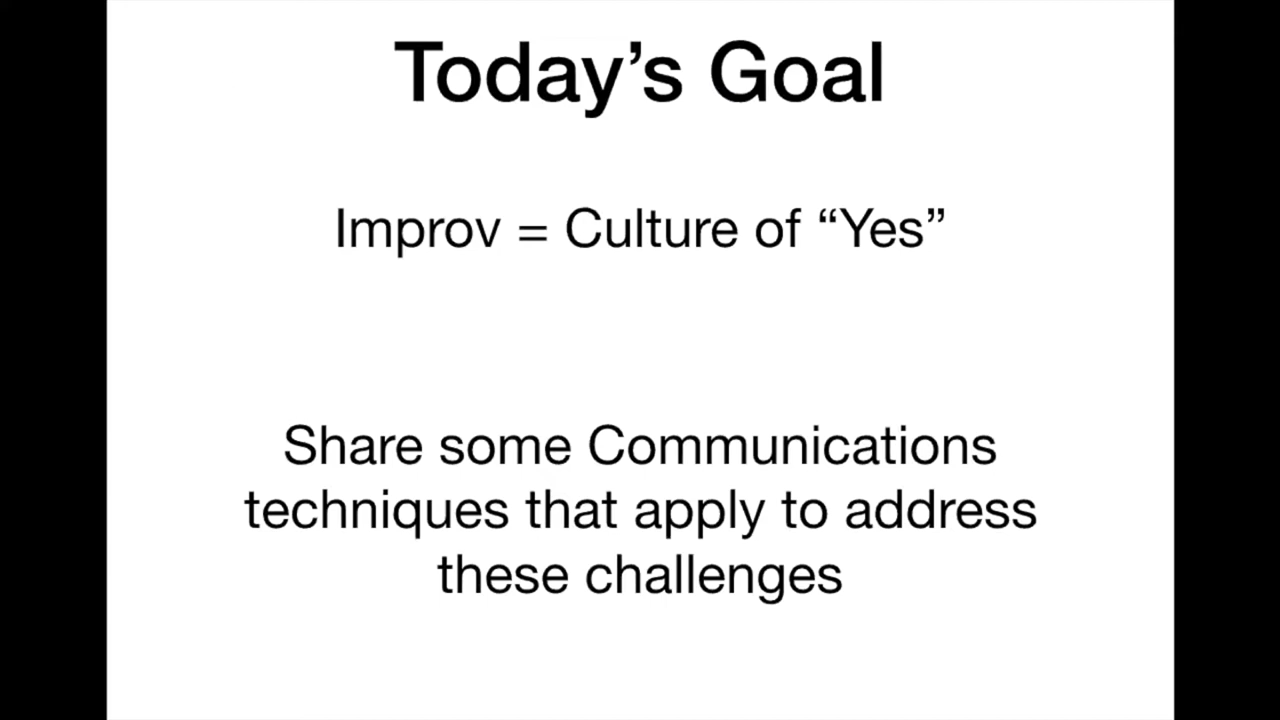 Today’s Goal
Improv = Culture of “Yes”
Share some Communications
techniques that apply to address
these challenges